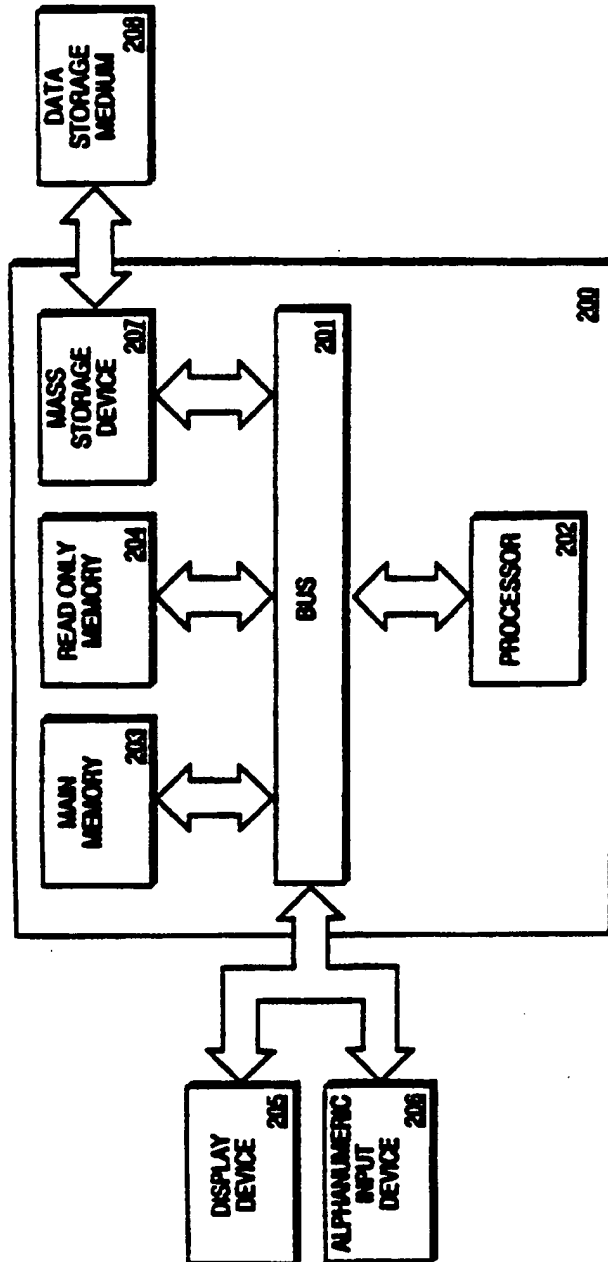 DISPLAY
DEVICE
205
ALPHANUMERIC
INPUT
DEVICE
206
MAIN
MEMORY
203
READ ONLY
MEMORY
204
MASS
STORAGE
DEVICE
207
DATA
STORAGE
MEDIUM
208
BUS
201
PROCESSOR
202
200